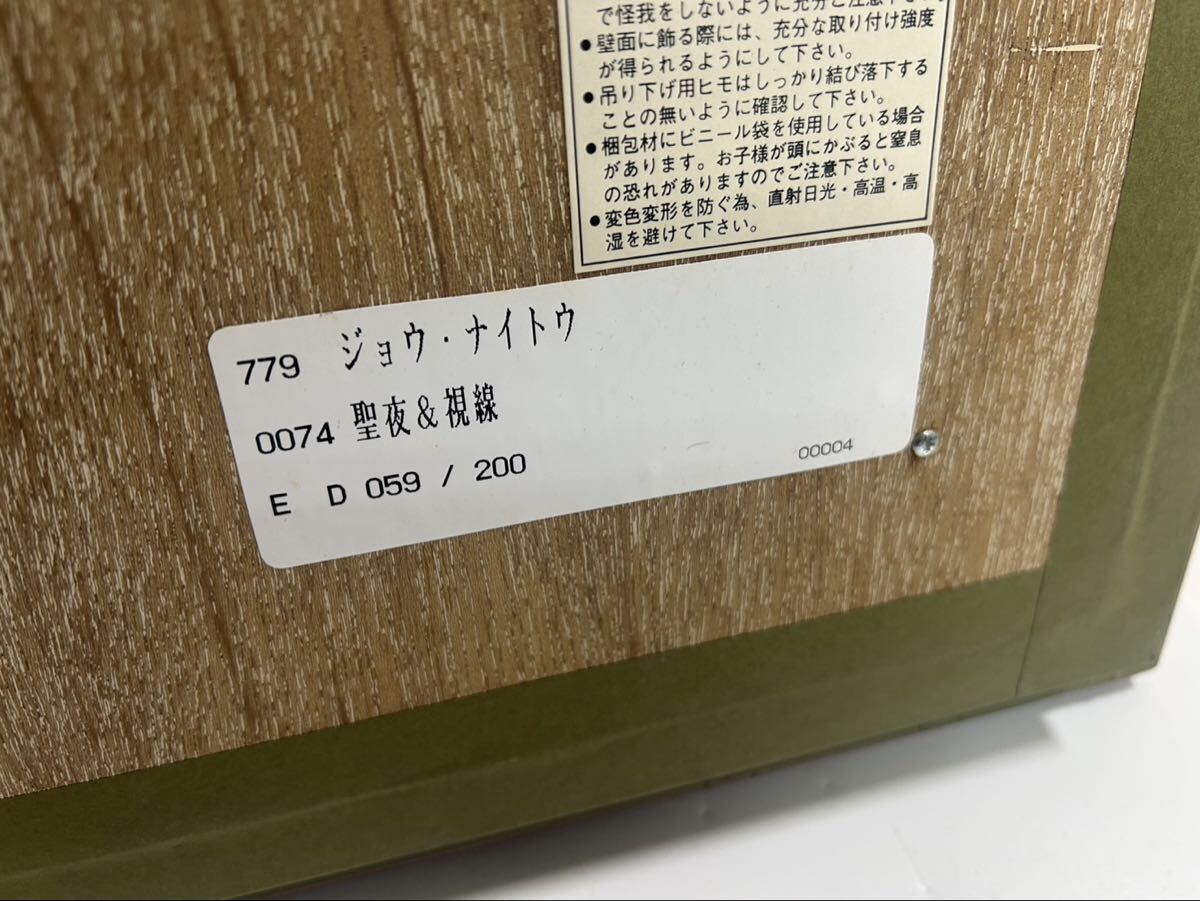 で怪我をしないように充分ご注意下さい。
●壁面に飾る際には、充分な取り付け強度
が得られるようにして下さい。
●吊り下げ用ヒモはしっかり結び落下する
ことの無いように確認して下さい。
●梱包材にビニール袋を使用している場合
があります。お子様が頭にかぶると窒息
の恐れがありますのでご注意下さい。
●変色変形を防ぐ為、直射日光・高温・高
湿を避けて下さい。
779 ジョウ・ナイトウ
0074 聖夜&視線
E D 059 / 200
00004